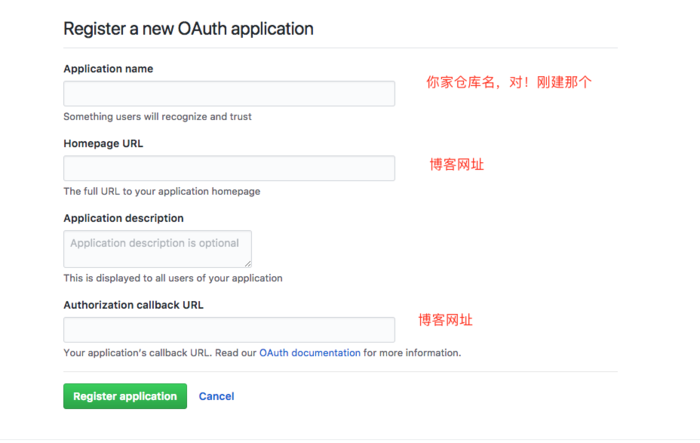 Register a new OAuth application
Application name
你家仓库名，对！刚建那个
Something users will recognize and trust
Homepage URL
博客网址
The full URL to your application homepage
Application description
Application description is optional
This is displayed to all users of your application
Authorization callback URL
博客网址
Your application's callback URL. Read our OAuth documentation for more information.
Register application Cancel